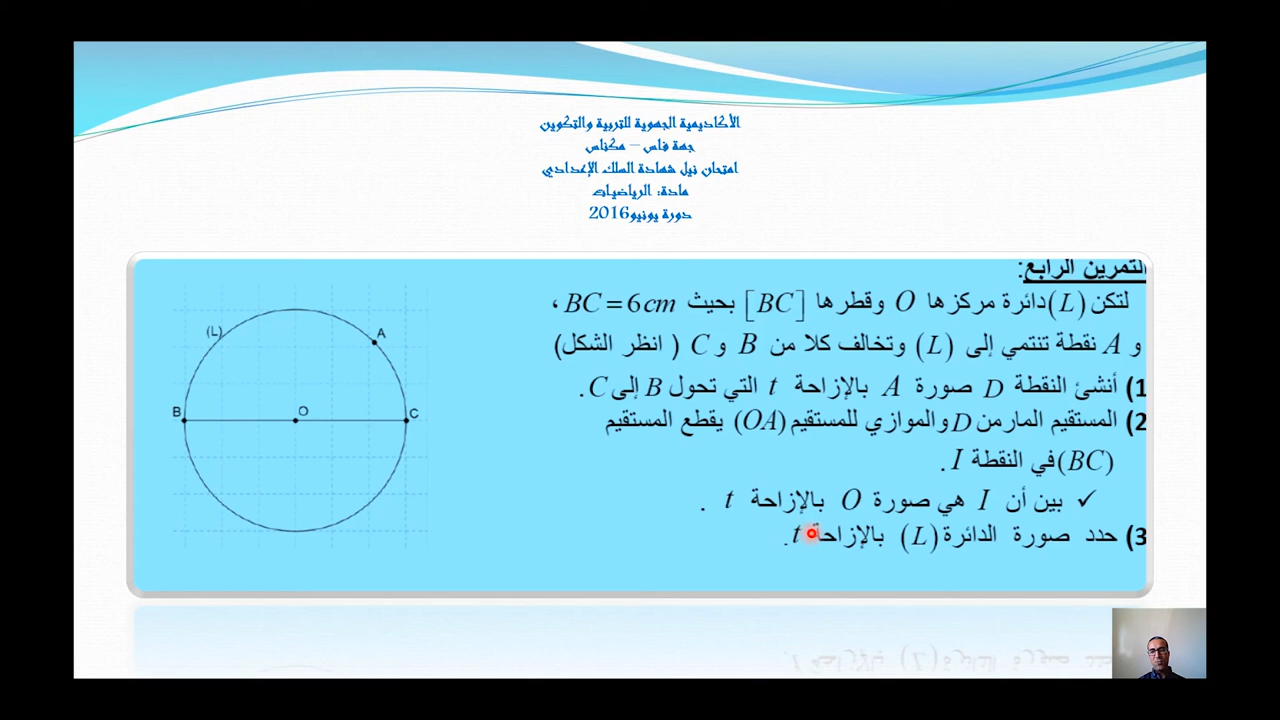 الأكاديمية الجهوية للتربية والتكوين
جهة فاس – مكناس
امتحان نيل شهادة السلك الإعدادي
مادة: الرياضيات
دورة يونيو2016
التمرين الرابع:
لتكن (L) دائرة مركزها O وقطرها [BC] بحيث BC = 6cm ،
و A نقطة تنتمي إلى (L) وتخالف كلا من B و C ( انظر الشكل)
1) أنشئ النقطة D صورة A بالإزاحة t التي تحول B إلى C.
2) المستقيم المارمن D والموازي للمستقيم (OA) يقطع المستقيم
(BC) في النقطة I.
✓ بين أن I هي صورة O بالإزاحة t .
3) حدد صورة الدائرة (L) بالإزاحة t.
(L)
A
B
O
C